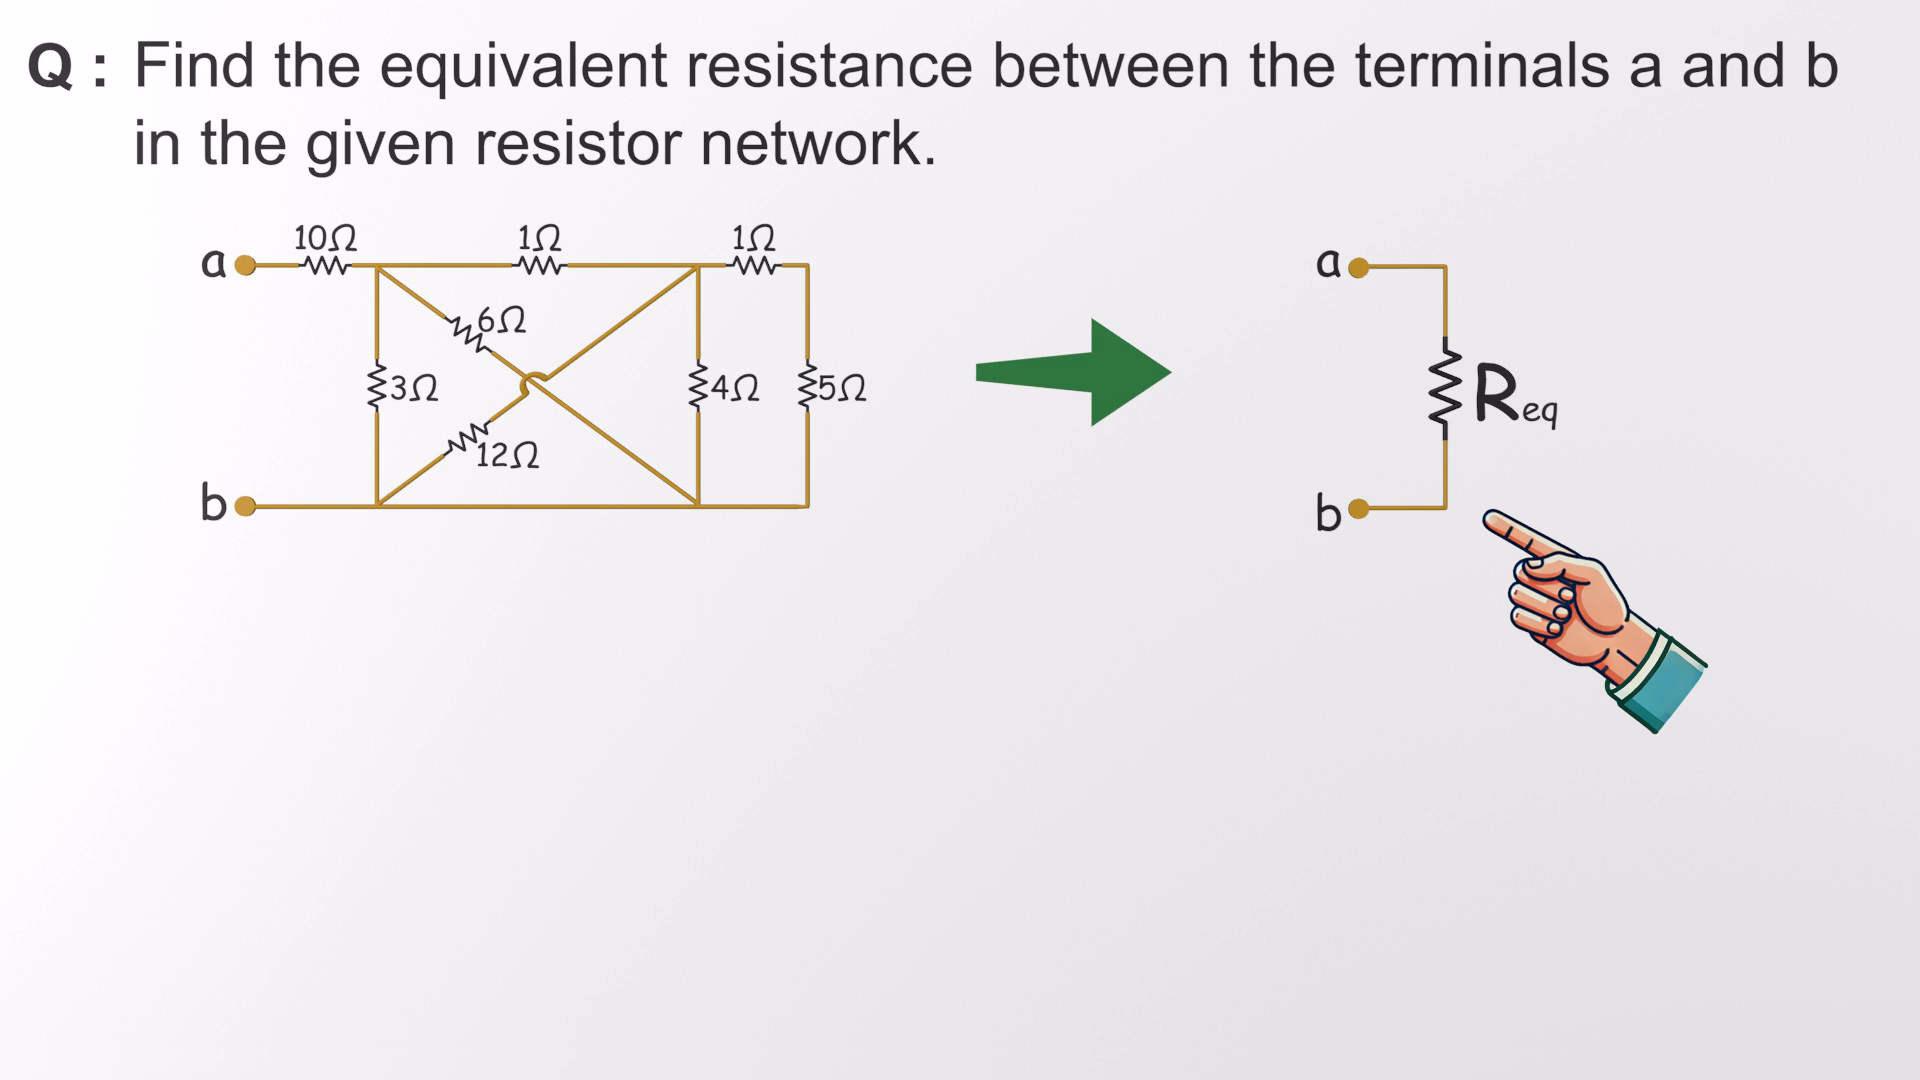 Q : Find the equivalent resistance between the terminals a and b
in the given resistor network.
10Ω 1Ω 1Ω
a a
6Ω
3Ω 4Ω 5Ω Req
12Ω
b b